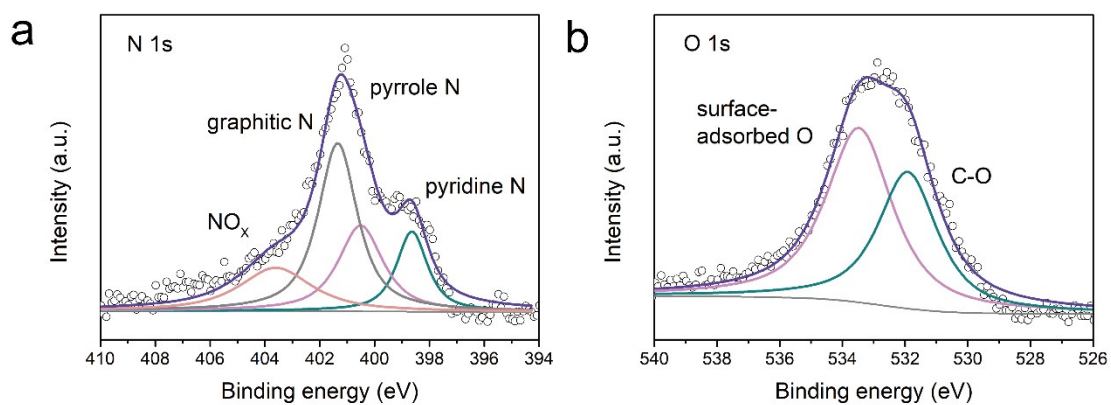 a
N 1s
pyrrole N
graphitic N
pyridine N
NOx
Intensity (a.u.)
410 408 406 404 402 400 398 396 394
Binding energy (eV)
b
O 1s
surface-
adsorbed O
C-O
Intensity (a.u.)
540 538 536 534 532 530 528 526
Binding energy (eV)